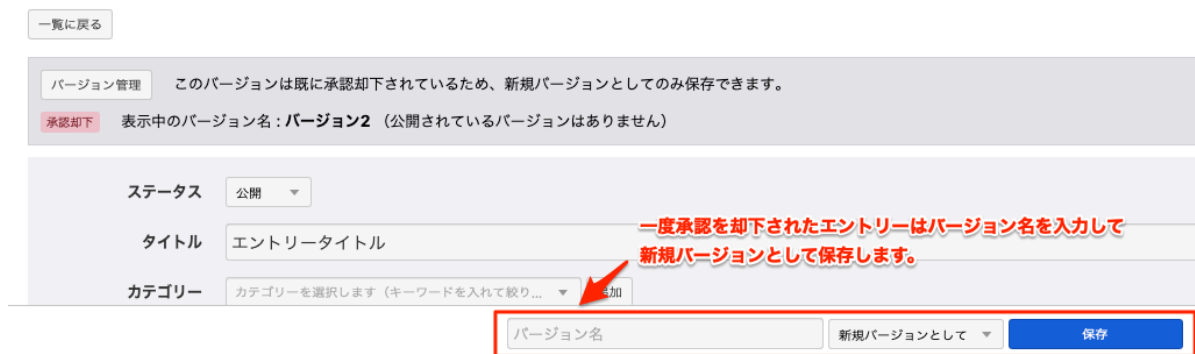 一覧に戻る
バージョン管理 このバージョンは既に承認却下されているため、新規バージョンとしてのみ保存できます。
承認却下 表示中のバージョン名 : バージョン2 （公開されているバージョンはありません）
ステータス 公開
一度承認を却下されたエントリーはバージョン名を入力して
タイトル エントリータイトル
新規バージョンとして保存します。
カテゴリー カテゴリーを選択します（キーワードを入れて絞り... 追加
バージョン名 新規バージョンとして 保存